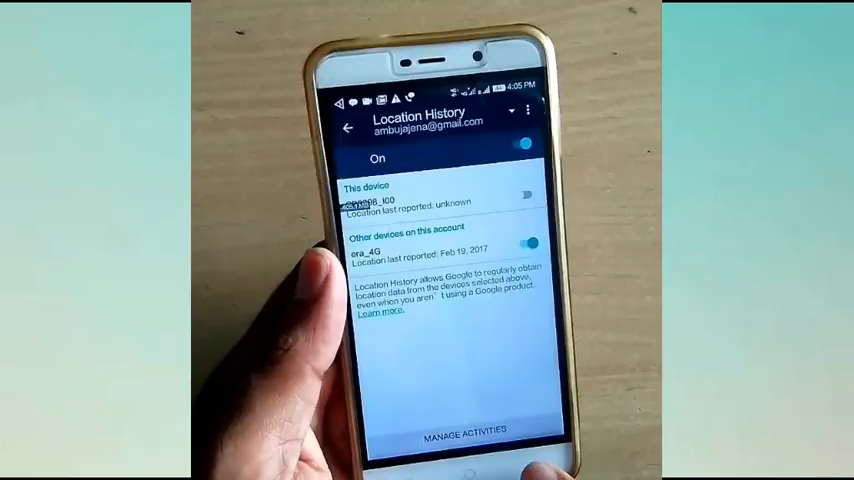 4:05 PM
Location History
ambujajena@gmail.com
On
This device
Location last reported: unknown
Other devices on this account
era_4G
Location last reported: Feb 19, 2017
Location History allows Google to regularly obtain
location data from the devices selected above,
even when you aren't using a Google product.
Learn more.
MANAGE ACTIVITIES